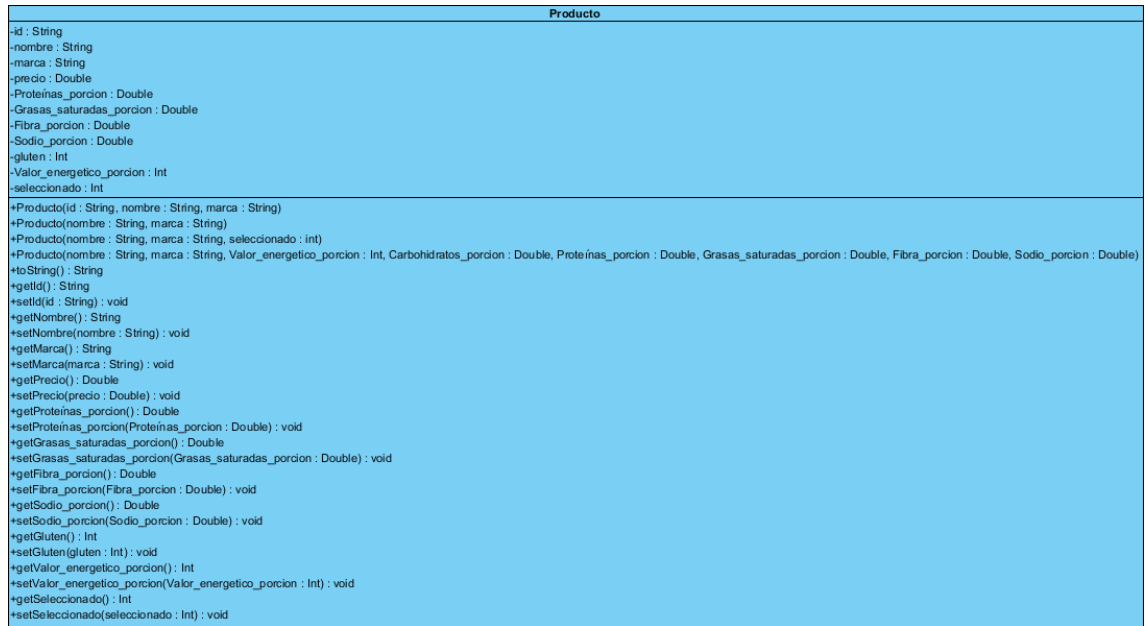 Producto
-id : String
-nombre : String
-marca : String
-precio : Double
-Proteínas_porcion : Double
-Grasas_saturadas_porcion : Double
-Fibra_porcion : Double
-Sodio_porcion : Double
-gluten : Int
-Valor_energetico_porcion : Int
-seleccionado : Int
+Producto(id : String, nombre : String, marca : String)
+Producto(nombre : String, marca : String)
+Producto(nombre : String, marca : String, seleccionado : int)
+Producto(nombre : String, marca : String, Valor_energetico_porcion : Int, Carbohidratos_porcion : Double, Proteínas_porcion : Double, Grasas_saturadas_porcion : Double, Fibra_porcion : Double, Sodio_porcion : Double)
+toString() : String
+getId() : String
+setId(id : String) : void
+getNombre() : String
+setNombre(nombre : String) : void
+getMarca() : String
+setMarca(marca : String) : void
+getPrecio() : Double
+setPrecio(precio : Double) : void
+getProteínas_porcion() : Double
+setProteínas_porcion(Proteínas_porcion : Double) : void
+getGrasas_saturadas_porcion() : Double
+setGrasas_saturadas_porcion(Grasas_saturadas_porcion : Double) : void
+getFibra_porcion() : Double
+setFibra_porcion(Fibra_porcion : Double) : void
+getSodio_porcion() : Double
+setSodio_porcion(Sodio_porcion : Double) : void
+getGluten() : Int
+setGluten(gluten : Int) : void
+getValor_energetico_porcion() : Int
+setValor_energetico_porcion(Valor_energetico_porcion : Int) : void
+getSeleccionado() : Int
+setSeleccionado(seleccionado : Int) : void